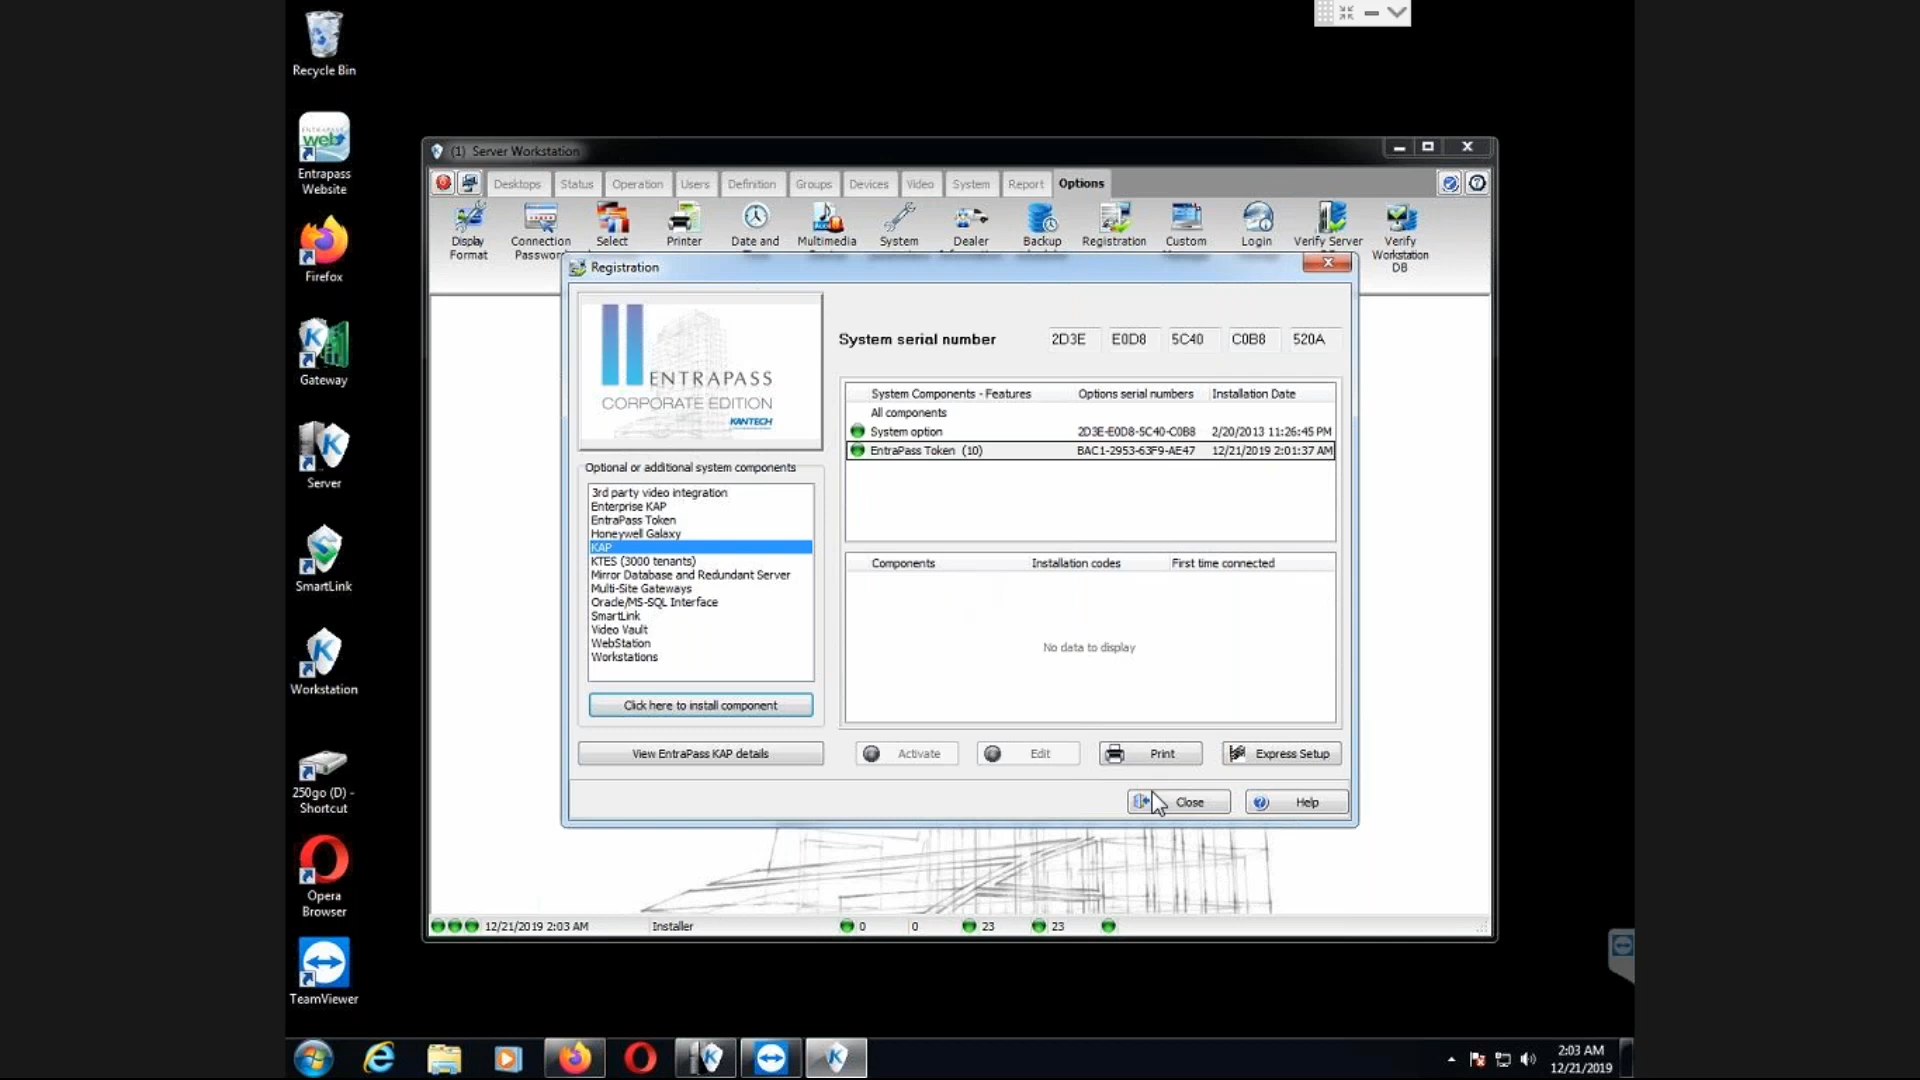 Recycle Bin
Entrapass
Website
Firefox
Gateway
Server
SmartLink
Workstation
250go (D) -
Shortcut
Opera
Browser
TeamViewer
(1) Server Workstation
Desktops Status Operation Users Definition Groups Devices Video System Report Options
Display
Format
Connection
Password
Select
Printer
Date and
Multimedia
System
Dealer
Backup
Registration
Custom
Login
Verify Server
Verify
Workstation
DB
Registration
ENTRAPASS
CORPORATE EDITION
KANTECH
System serial number 2D3E E0D8 5C40 C0B8 520A
System Components - Features Options serial numbers Installation Date
All components
System option 2D3E-E0D8-5C40-C0B8 2/20/2013 11:26:45 PM
EntraPass Token (10) BAC1-2953-63F9-AE47 12/21/2019 2:01:37 AM
Optional or additional system components
3rd party video integration
Enterprise KAP
EntraPass Token
Honeywell Galaxy
KAP
KTES (3000 tenants)
Mirror Database and Redundant Server
Multi-Site Gateways
Oracle/MS-SQL Interface
SmartLink
Video Vault
WebStation
Workstations
Click here to install component
View EntraPass KAP details
Components Installation codes First time connected
No data to display
Activate Edit Print Express Setup
Close Help
12/21/2019 2:03 AM Installer 0 0 23 23
2:03 AM
12/21/2019